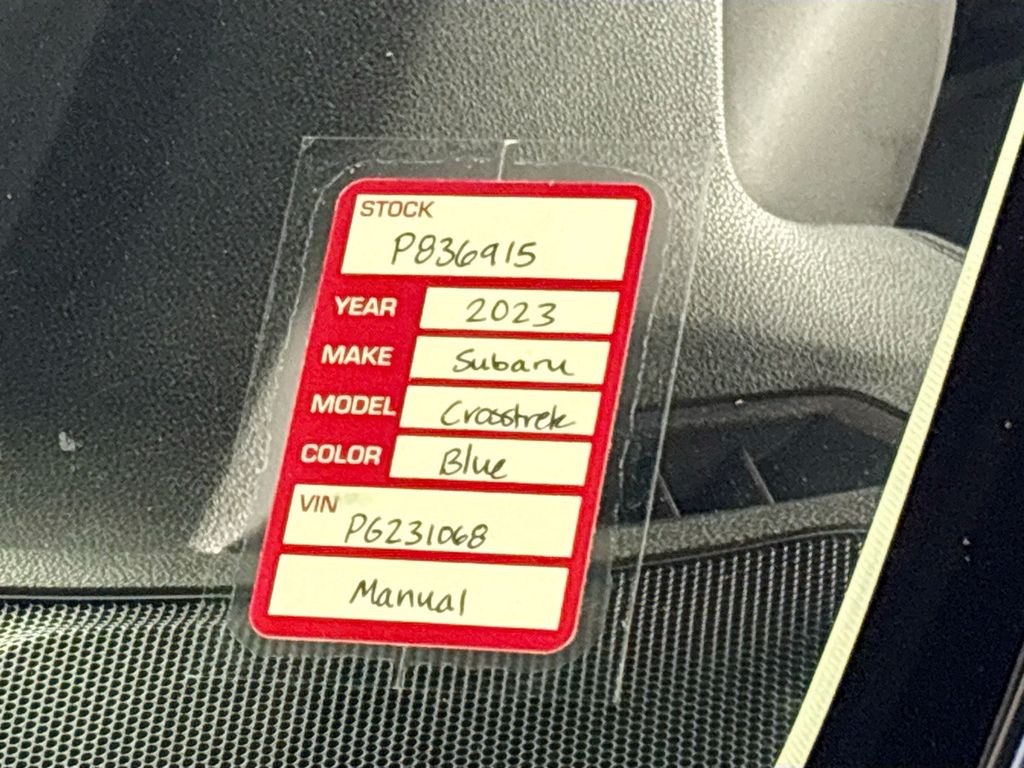 STOCK
P836915
YEAR 2023
MAKE Subaru
MODEL Crosstrek
COLOR Blue
VIN
PG231068
Manual